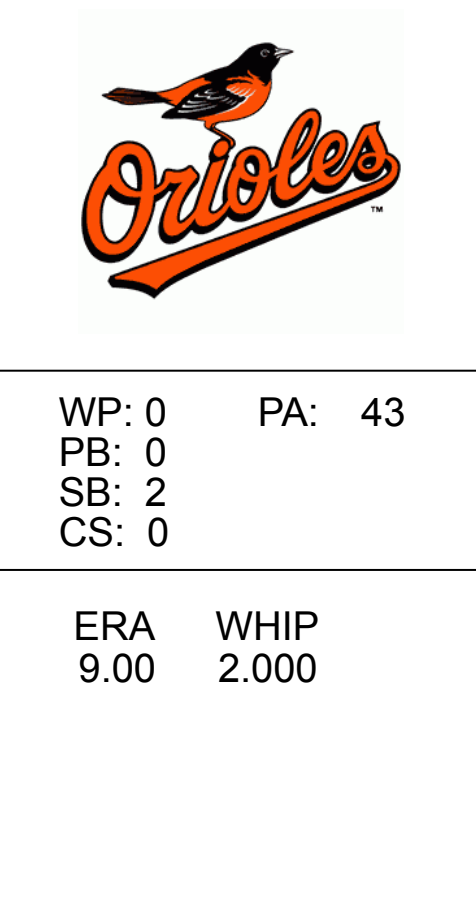 Orioles
TM
WP: 0 PA: 43
PB: 0
SB: 2
CS: 0
ERA WHIP
9.00 2.000